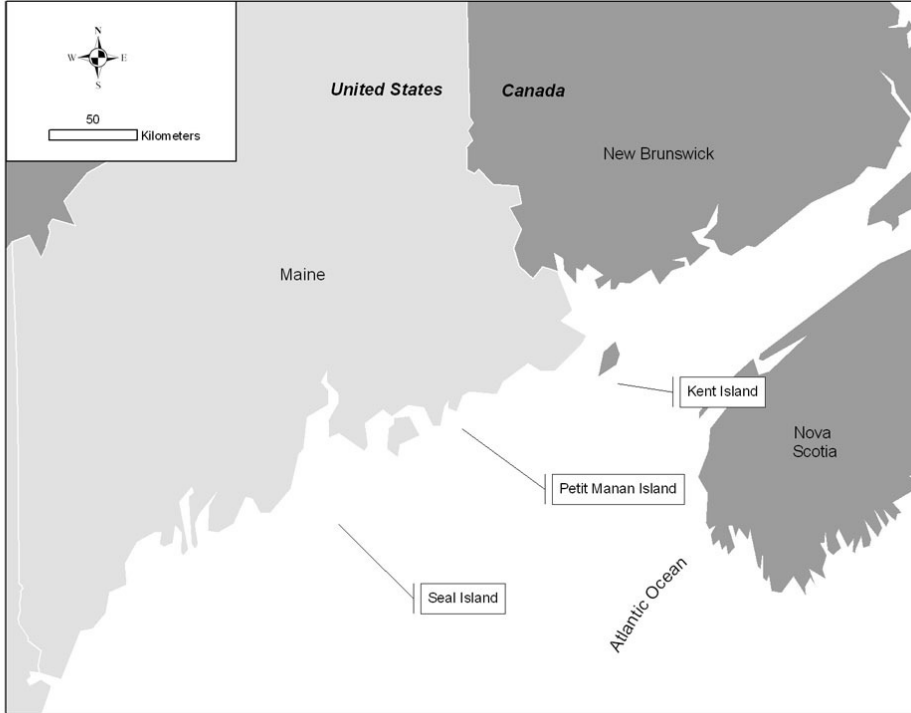 N
W E
S
50
Kilometers
United States
Canada
New Brunswick
Maine
Kent Island
Nova
Scotia
Petit Manan Island
Seal Island
Atlantic Ocean